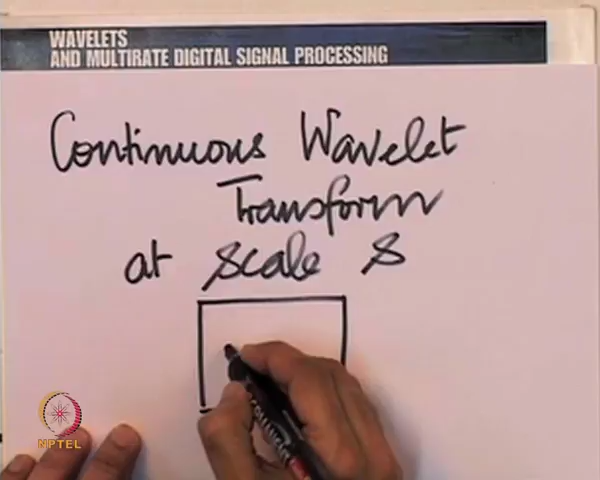 WAVELETS
AND MULTIRATE DIGITAL SIGNAL PROCESSING
Continuous Wavelet
Transform
at scale s
NPTEL